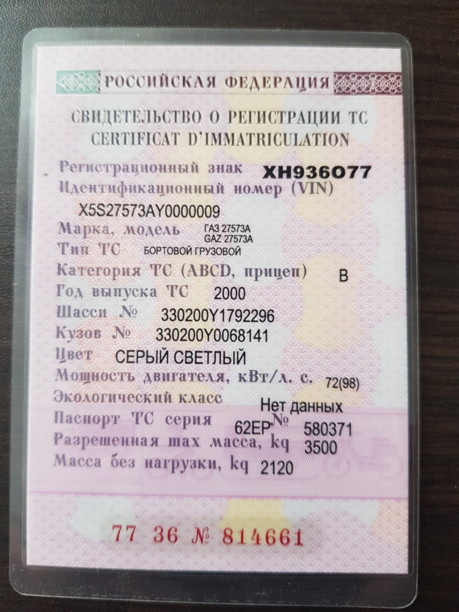 РОССИЙСКАЯ ФЕДЕРАЦИЯ
СВИДЕТЕЛЬСТВО О РЕГИСТРАЦИИ ТС
CERTIFICAT D'IMMATRICULATION
Регистрационный знак ХН936О77
Идентификационный номер (VIN)
X5S27573AY0000009
Марка, модель ГАЗ 27573А
GAZ 27573A
Тип ТС БОРТОВОЙ ГРУЗОВОЙ
Категория ТС (ABCD, прицеп) В
Год выпуска ТС 2000
Шасси № 330200Y1792296
Кузов № 330200Y0068141
Цвет СЕРЫЙ СВЕТЛЫЙ
Мощность двигателя, кВт/л. с. 72(98)
Экологический класс Нет данных
Паспорт ТС серия 62ЕР № 580371
Разрешенная max масса, kg 3500
Масса без нагрузки, kg 2120
77 36 № 814661